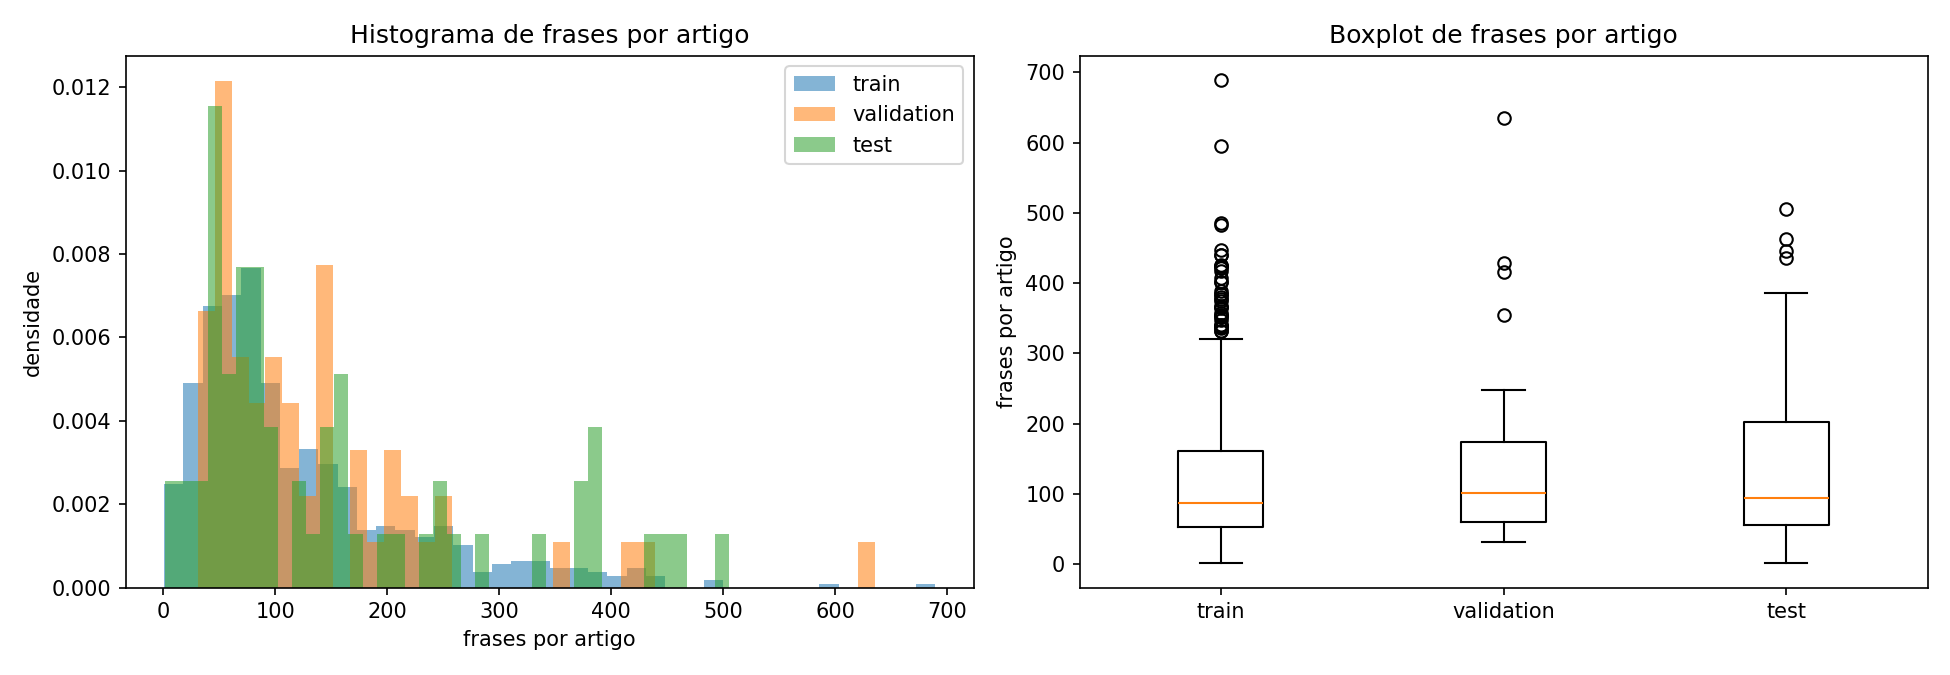 Histograma de frases por artigo
0.012
0.010
0.008
0.006
0.004
0.002
0.000
densidade
train
validation
test
0 100 200 300 400 500 600 700
frases por artigo
Boxplot de frases por artigo
700
600
500
400
300
200
100
0
frases por artigo
train validation test